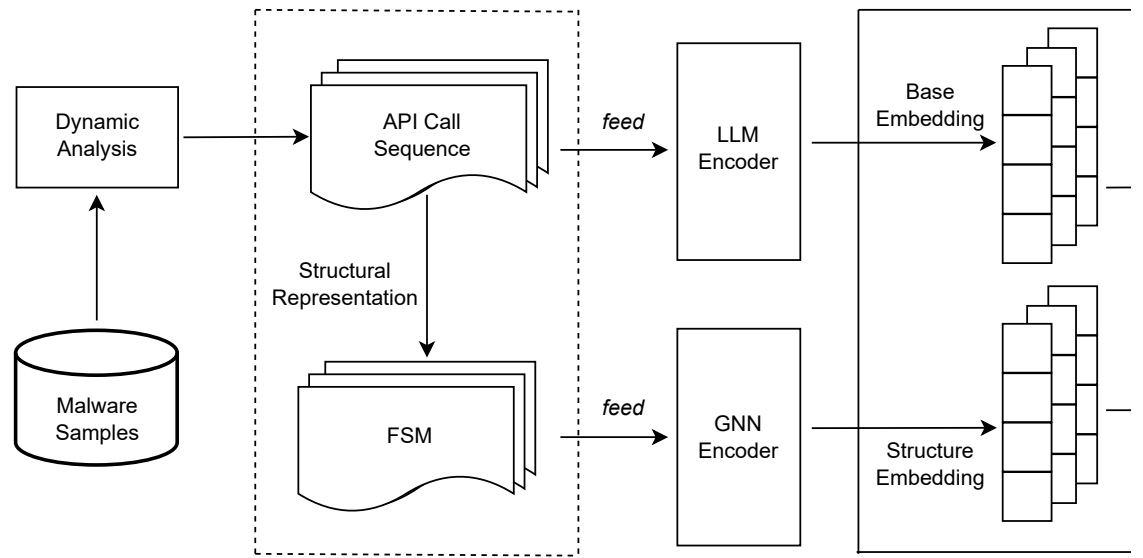 Dynamic
Analysis
Malware
Samples
API Call
Sequence
Structural
Representation
FSM
feed
feed
LLM
Encoder
GNN
Encoder
Base
Embedding
Structure
Embedding